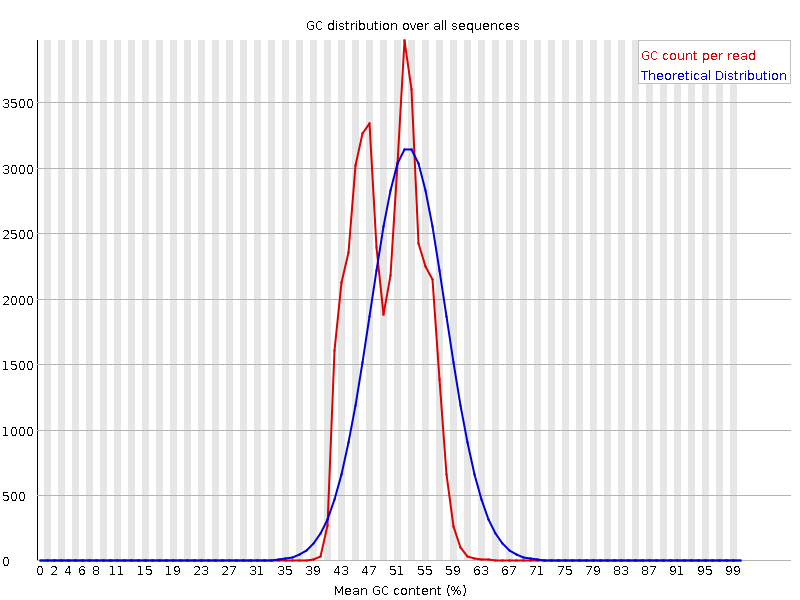 GC distribution over all sequences
GC count per read
Theoretical Distribution
3500
3000
2500
2000
1500
1000
500
0
0 2 4 6 8 11 15 19 23 27 31 35 39 43 47 51 55 59 63 67 71 75 79 83 87 91 95 99
Mean GC content (%)